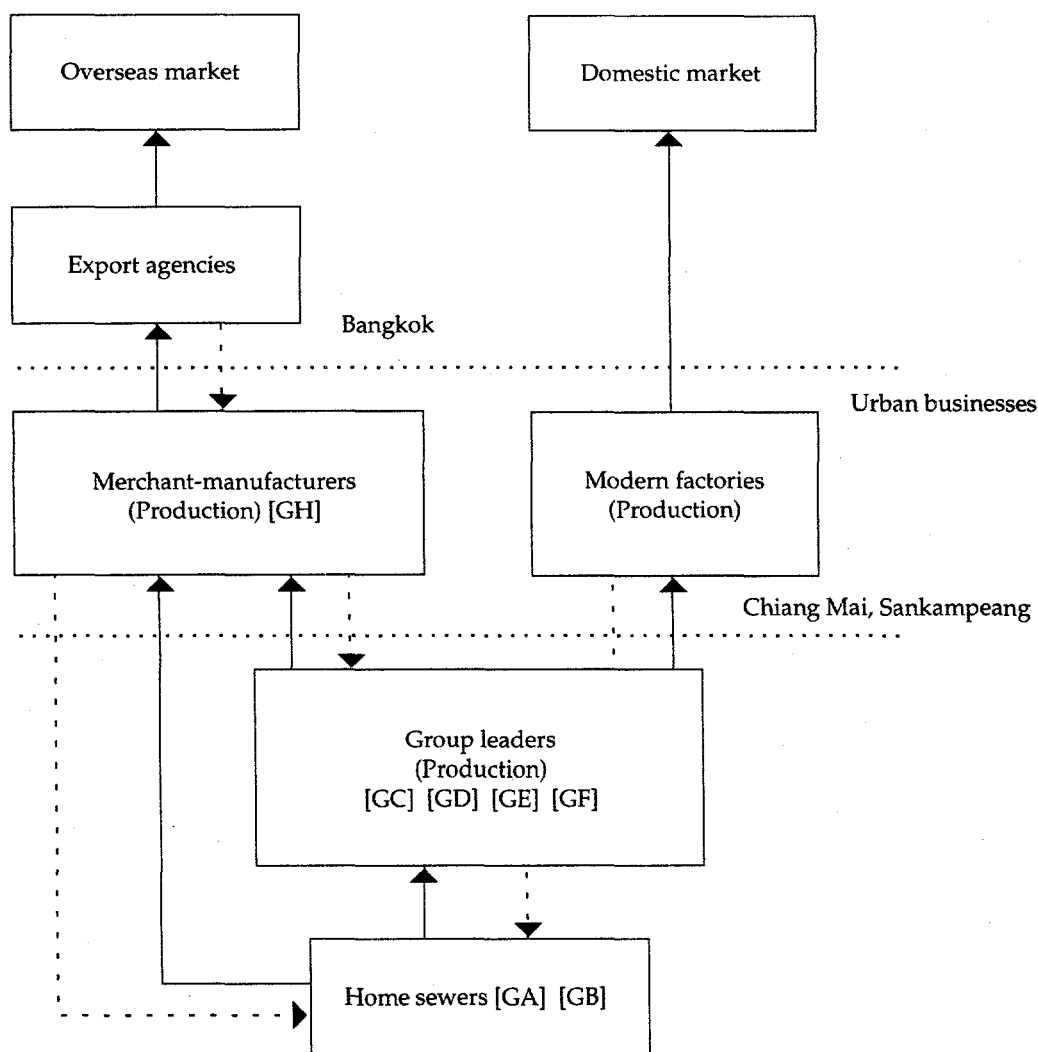 Overseas market
Domestic market
Export agencies
Bangkok
Urban businesses
Merchant-manufacturers
(Production) [GH]
Modern factories
(Production)
Chiang Mai, Sankampeang
Group leaders
(Production)
[GC] [GD] [GE] [GF]
Home sewers [GA] [GB]